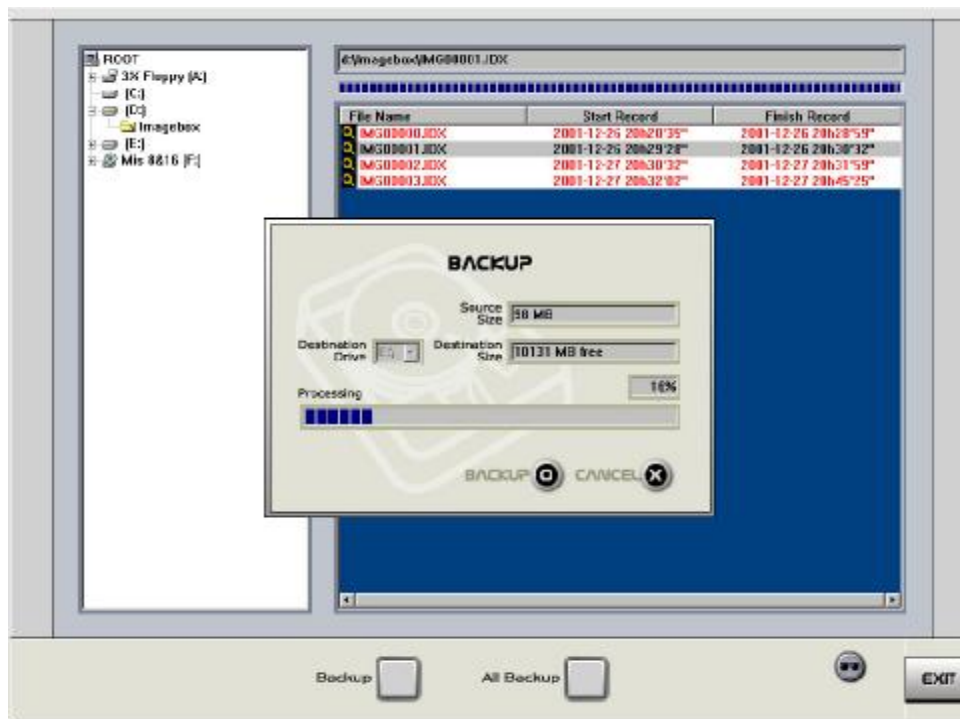 ROOT
3½ Floppy (A:)
(C:)
(D:)
Imagebox
(E:)
Mis 8&16 (F:)
d:\Imagebox\IMG00001.IDX
File Name Start Record Finish Record
IMG00000.IDX 2001-12-26 20h20'35" 2001-12-26 20h28'59"
IMG00001.IDX 2001-12-26 20h29'28" 2001-12-26 20h30'32"
IMG00002.IDX 2001-12-27 20h30'32" 2001-12-27 20h31'59"
IMG00003.IDX 2001-12-27 20h32'02" 2001-12-27 20h45'25"
BACKUP
Source Size 98 MB
Destination Drive Destination Size 10131 MB free
Processing 16%
BACKUP CANCEL
Backup All Backup EXIT